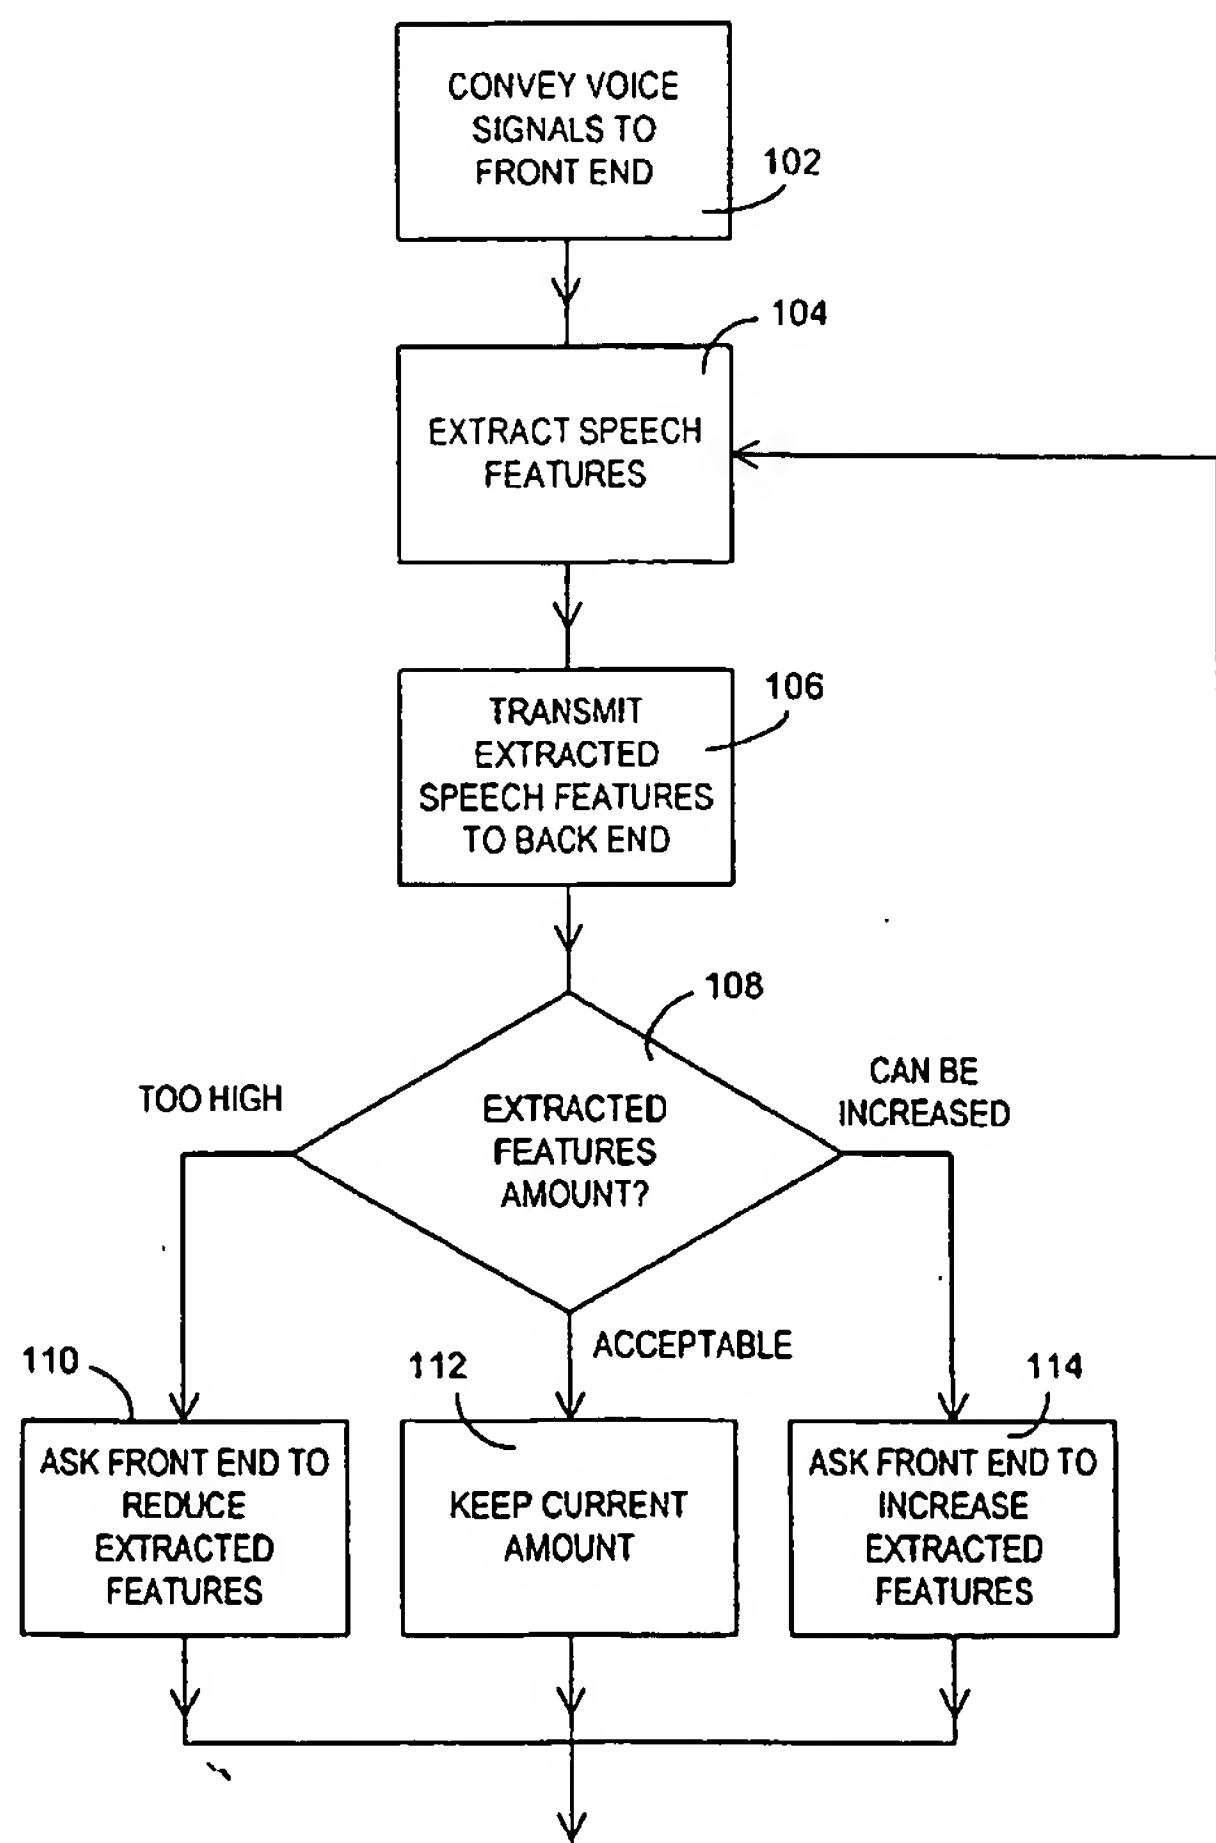 CONVEY VOICE
SIGNALS TO
FRONT END
102
104
EXTRACT SPEECH
FEATURES
106
TRANSMIT
EXTRACTED
SPEECH FEATURES
TO BACK END
108
TOO HIGH
EXTRACTED
FEATURES
AMOUNT?
CAN BE
INCREASED
ACCEPTABLE
110
112
114
ASK FRONT END TO
REDUCE
EXTRACTED
FEATURES
KEEP CURRENT
AMOUNT
ASK FRONT END TO
INCREASE
EXTRACTED
FEATURES